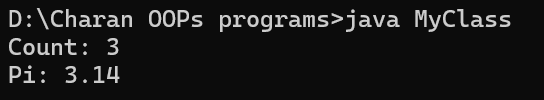 D:\Charan OOPs programs>java MyClass
Count: 3
Pi: 3.14